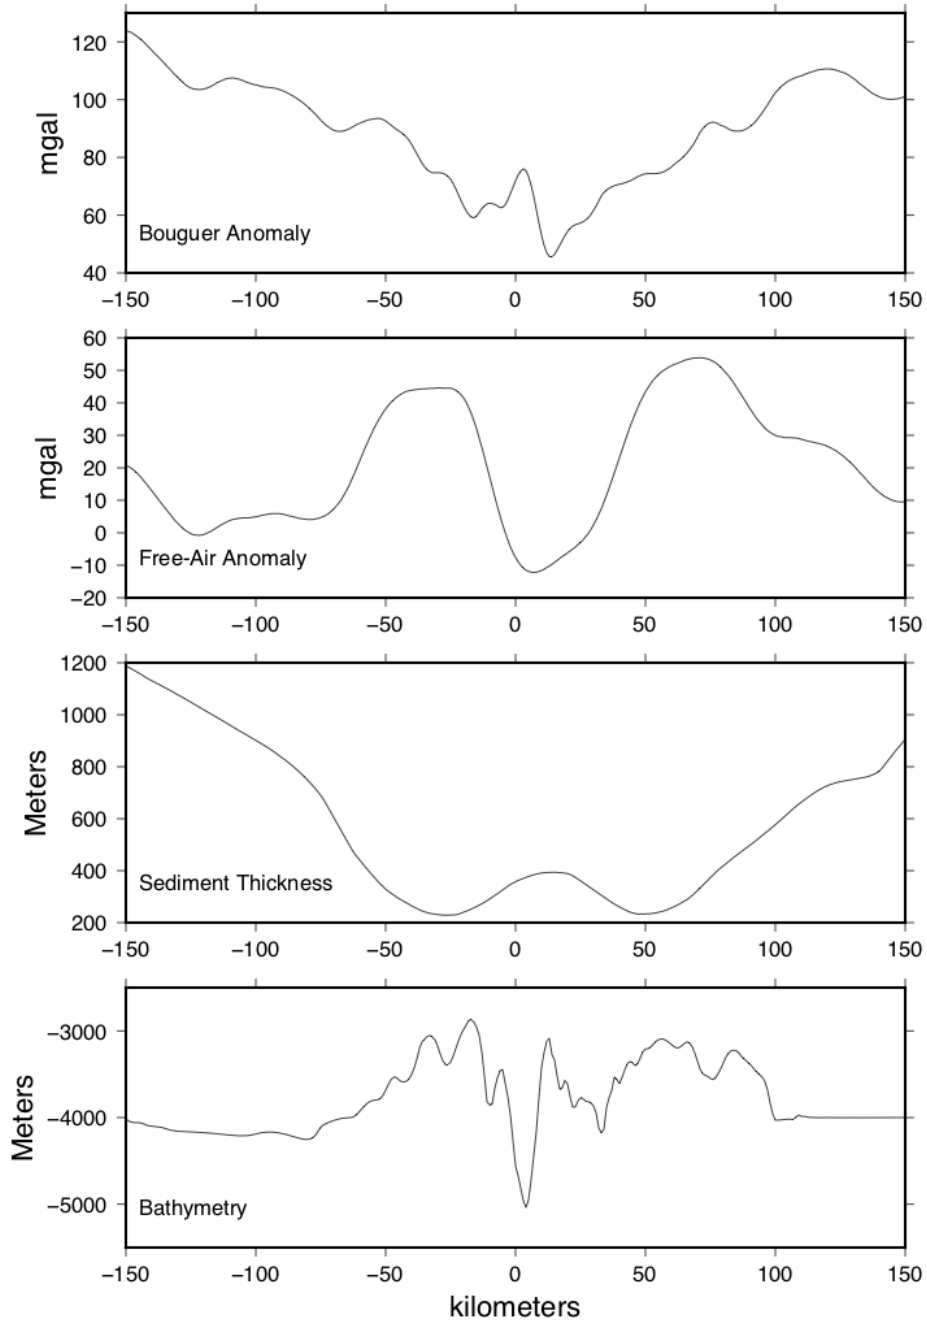 120
100
80
60
40
mgal
Bouguer Anomaly
−150 −100 −50 0 50 100 150
60
50
40
30
20
10
0
−10
−20
mgal
Free-Air Anomaly
−150 −100 −50 0 50 100 150
1200
1000
800
600
400
200
Meters
Sediment Thickness
−150 −100 −50 0 50 100 150
−3000
−4000
−5000
Meters
Bathymetry
−150 −100 −50 0 50 100 150
kilometers